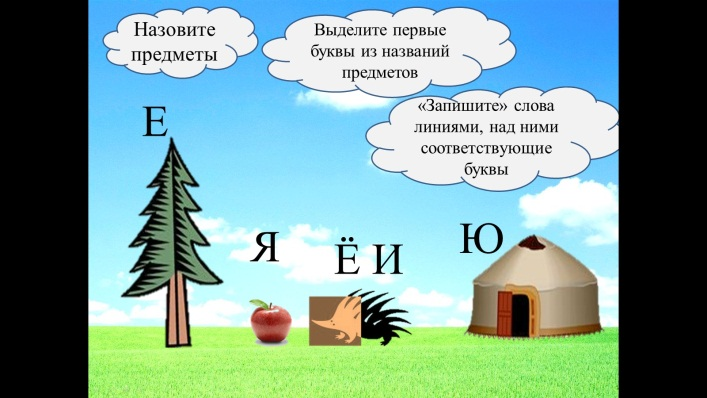 Назовите
предметы
Выделите первые
буквы из названий
предметов
«Запишите» слова
линиями, над ними
соответствующие
буквы
Е
Я
Ё И
Ю